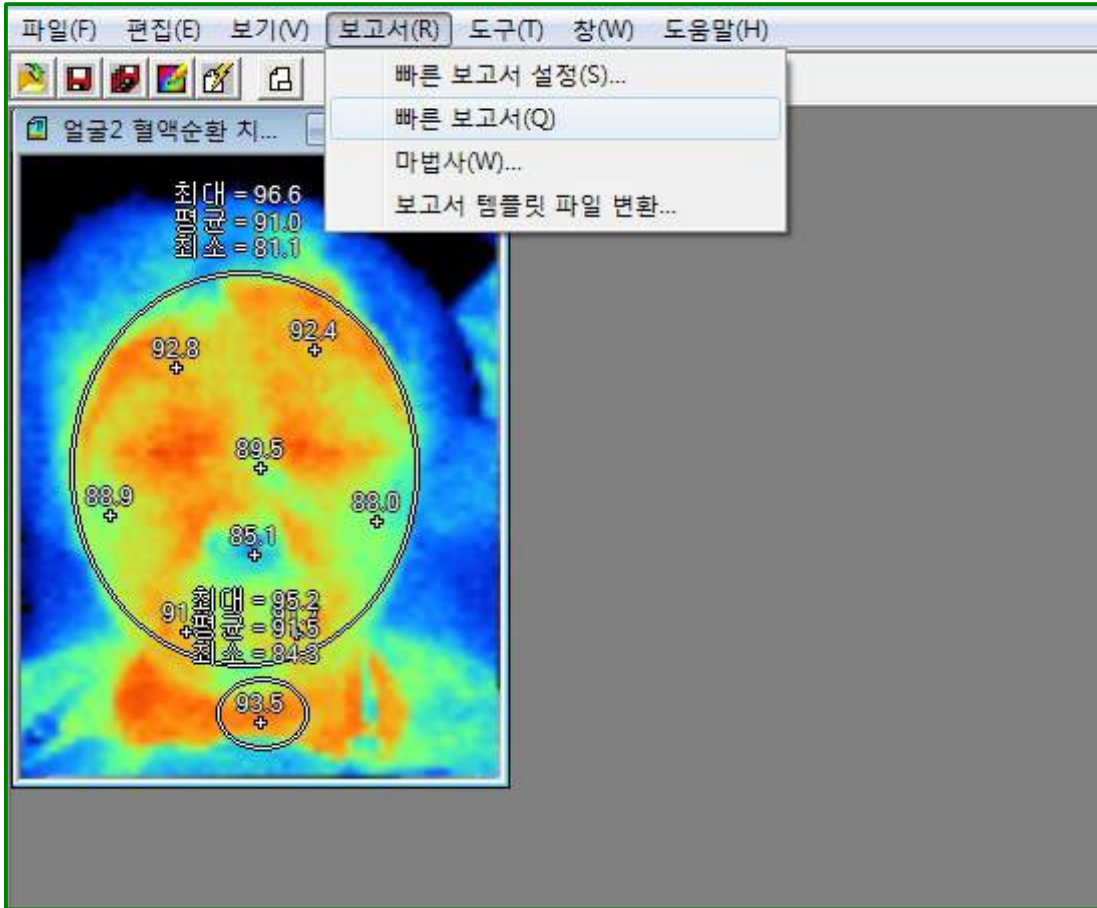 파일(F) 편집(E) 보기(V) 보고서(R) 도구(T) 창(W) 도움말(H)
빠른 보고서 설정(S)...
빠른 보고서(Q)
마법사(W)...
보고서 템플릿 파일 변환...
얼굴2 혈액순환 치...
최대 = 96.6
평균 = 91.0
최소 = 81.1
92.8
92.4
89.5
88.9
88.0
85.1
91
최대 = 95.2
평균 = 91.5
최소 = 84.3
93.5